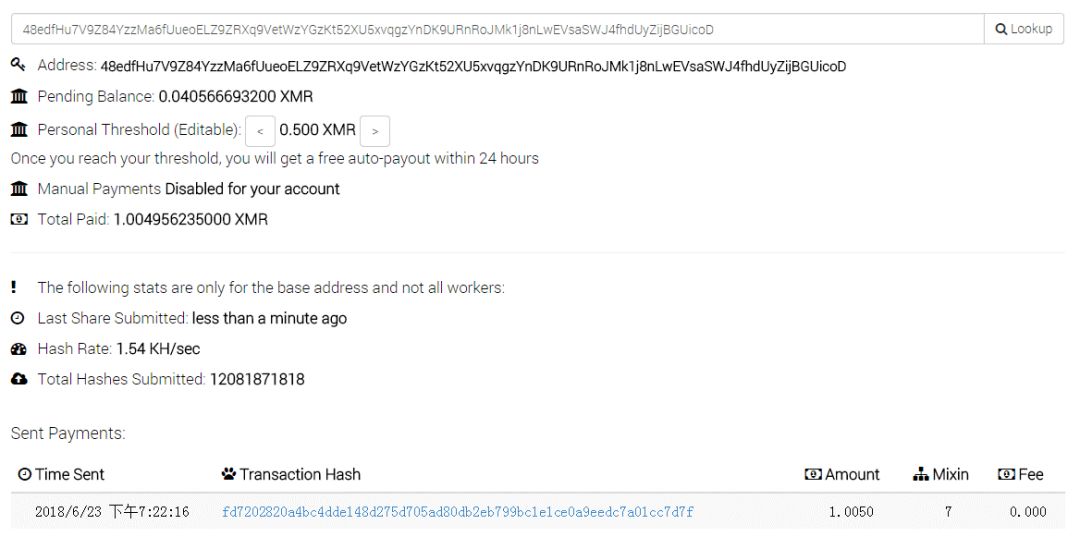 48edfHu7V9Z84YzzMa6fUueoELZ9ZRXq9VetWzYGzKt52XU5xvqgzYnDK9URnRoJMk1j8nLwEVsaSWJ4fhdUyZijBGUicoD Lookup
Address: 48edfHu7V9Z84YzzMa6fUueoELZ9ZRXq9VetWzYGzKt52XU5xvqgzYnDK9URnRoJMk1j8nLwEVsaSWJ4fhdUyZijBGUicoD
Pending Balance: 0.040566693200 XMR
Personal Threshold (Editable): < 0.500 XMR >
Once you reach your threshold, you will get a free auto-payout within 24 hours
Manual Payments Disabled for your account
Total Paid: 1.004956235000 XMR
! The following stats are only for the base address and not all workers:
Last Share Submitted: less than a minute ago
Hash Rate: 1.54 KH/sec
Total Hashes Submitted: 12081871818
Sent Payments:
Time Sent Transaction Hash Amount Mixin Fee
2018/6/23 下午7:22:16 fd7202820a4bc4dde148d275d705ad80db2eb799bc1e1ce0a9eedc7a01cc7d7f 1.0050 7 0.000